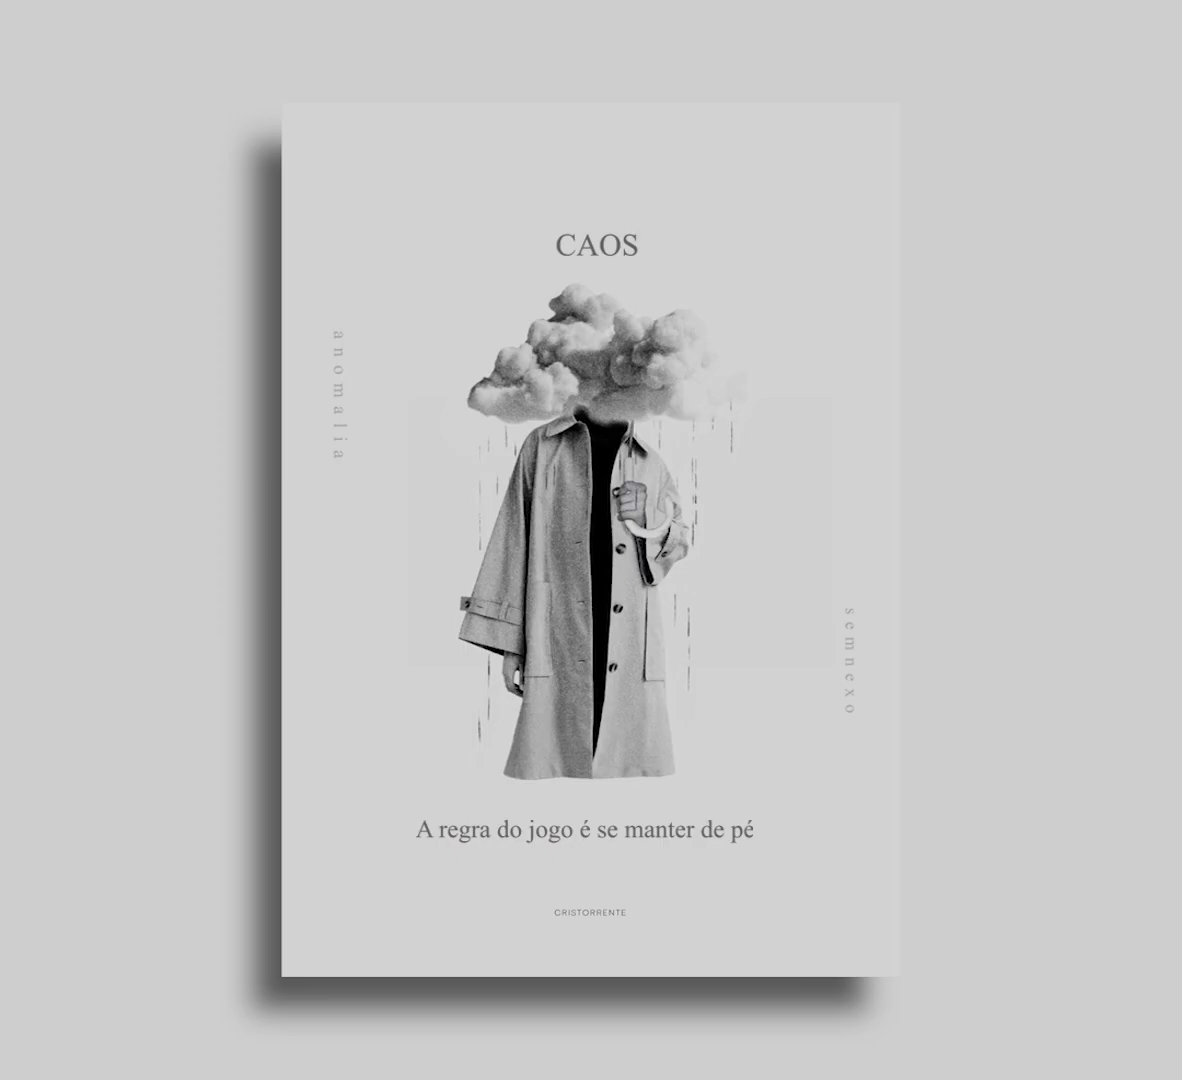 CAOS
anomalia
semnexo
A regra do jogo é se manter de pé
CRISTORRENTE